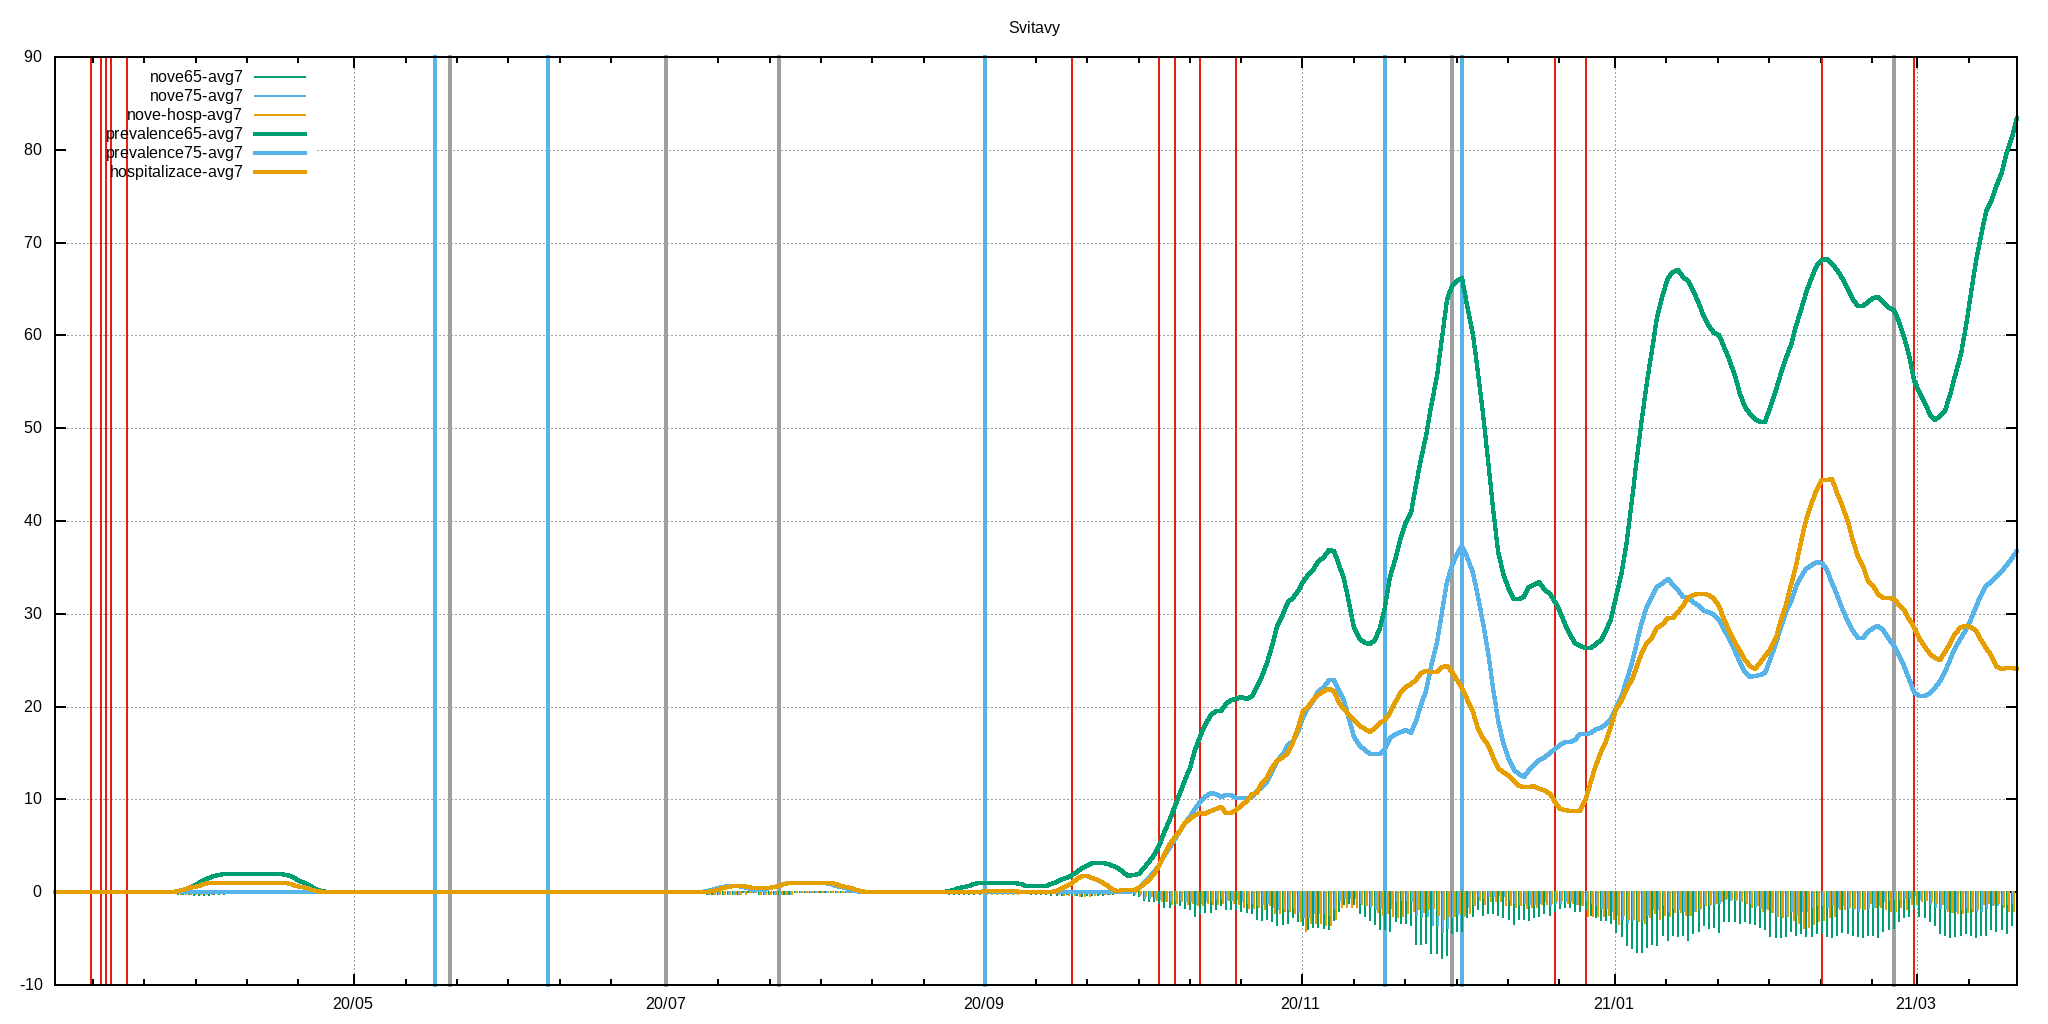 Svitavy
90
80
70
60
50
40
30
20
10
0
-10
nove65-avg7
nove75-avg7
nove-hosp-avg7
prevalence65-avg7
prevalence75-avg7
hospitalizace-avg7
20/05 20/07 20/09 20/11 21/01 21/03